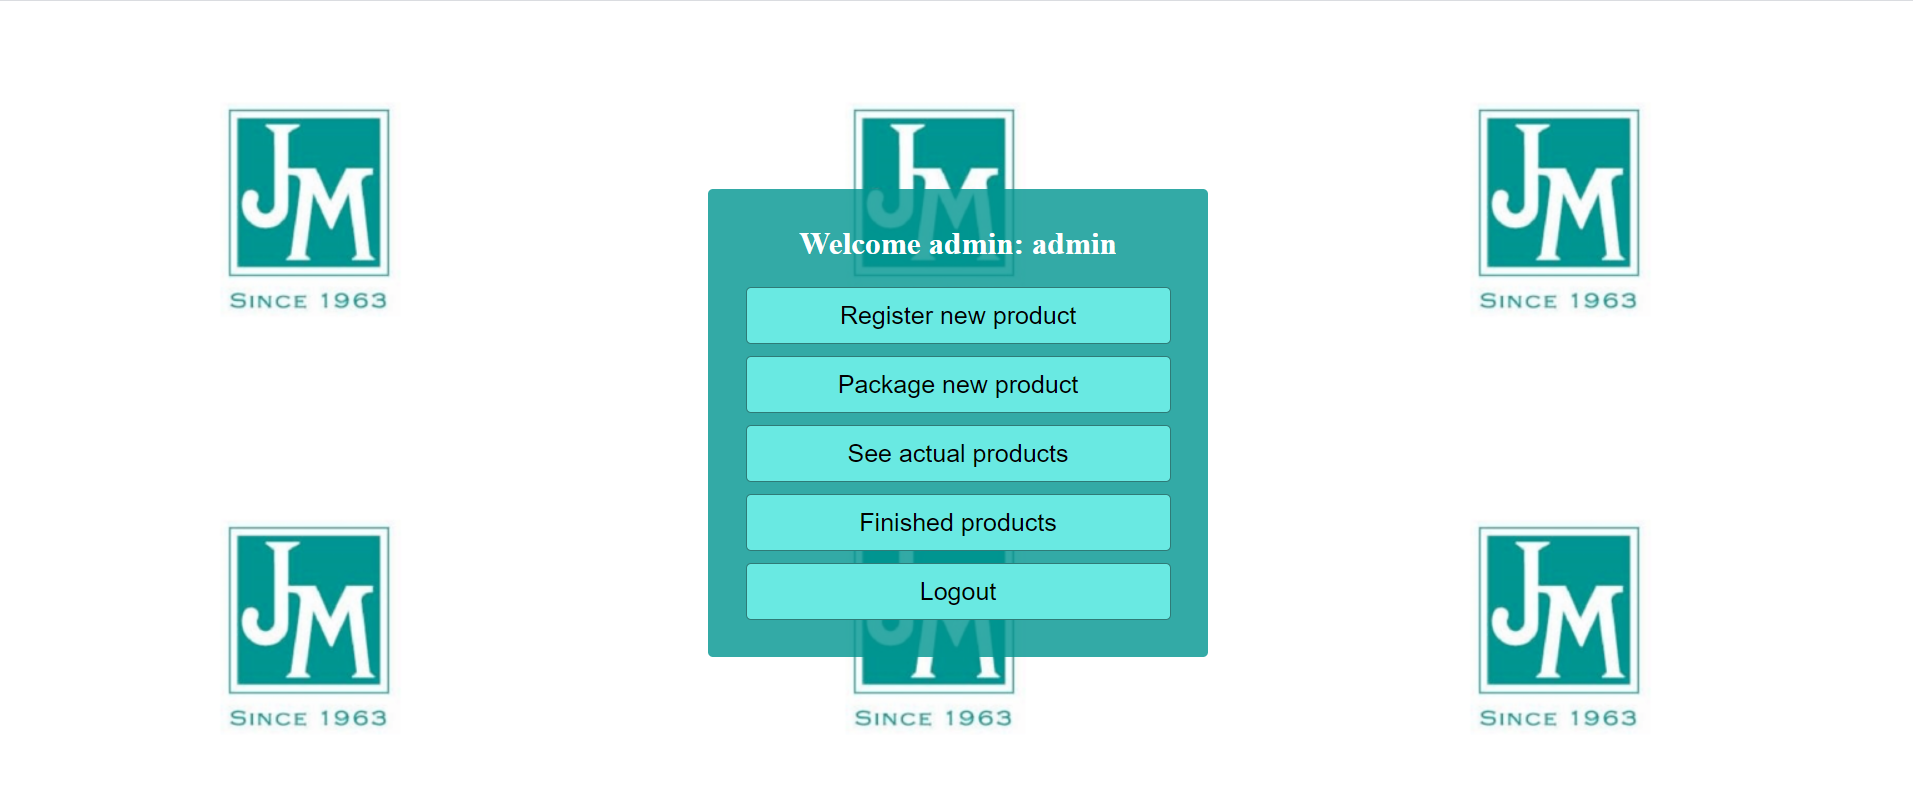 JM
JM
JM
SINCE 1963
SINCE 1963
Welcome admin: admin
Register new product
Package new product
See actual products
Finished products
Logout
JM
JM
JM
SINCE 1963
SINCE 1963
SINCE 1963